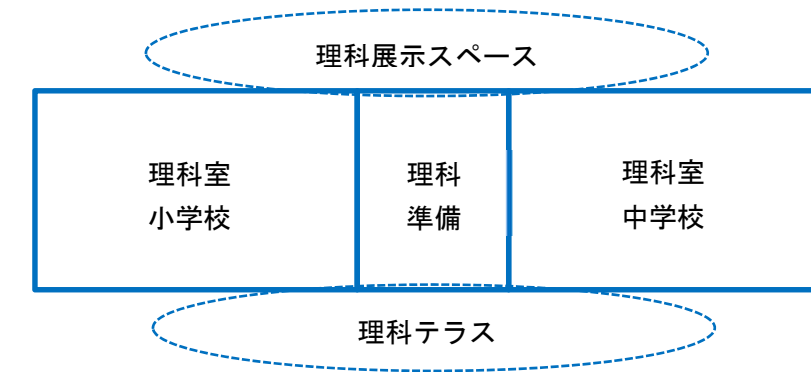 理科展示スペース
理科室
小学校
理科
準備
理科室
中学校
理科テラス